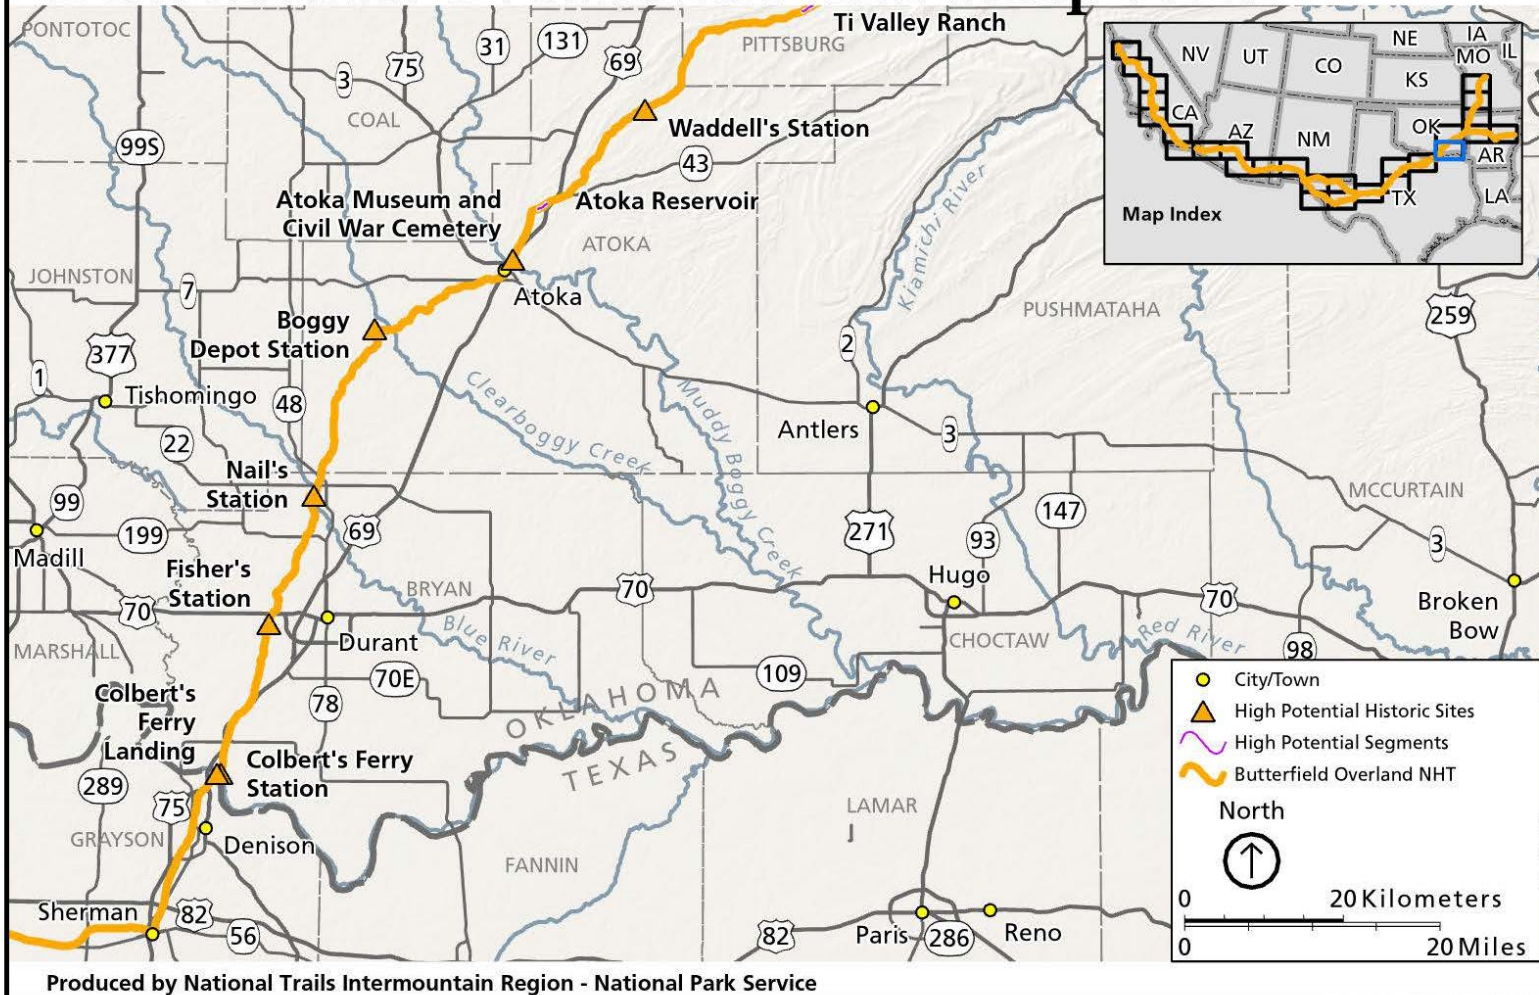 PONTOTOC
75
31
131
69
Ti Valley Ranch
PITTSBURG
3
COAL
99S
Waddell's Station
43
Atoka Museum and
Civil War Cemetery
Atoka Reservoir
ATOKA
Kiamichi River
JOHNSTON
7
Atoka
PUSHMATAHA
259
Boggy
Depot Station
377
2
1
Tishomingo
48
Clearboggy Creek
Muddy Boggy Creek
Antlers
3
22
Nail's
Station
99
MCCURTAIN
199
69
271
93
147
3
Madill
Fisher's
Station
BRYAN
70
Hugo
70
70
Broken
Bow
Durant
Blue River
CHOCTAW
Red River
98
MARSHALL
70E
109
Colbert's
Ferry
Landing
78
OKLAHOMA
TEXAS
Colbert's Ferry
Station
289
75
LAMAR
GRAYSON
Denison
FANNIN
Sherman
82
56
82
Paris
286
Reno
NV
UT
CO
NE
IA
IL
MO
KS
CA
AZ
NM
OK
AR
TX
LA
Map Index
City/Town
High Potential Historic Sites
High Potential Segments
Butterfield Overland NHT
North
0
20 Kilometers
0
20 Miles
Produced by National Trails Intermountain Region - National Park Service